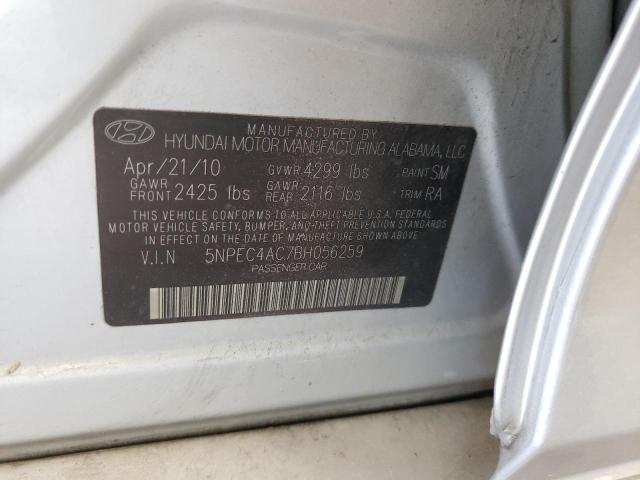 MANUFACTURED BY
HYUNDAI MOTOR MANUFACTURING ALABAMA, LLC
Apr/21/10 GVWR 4299 lbs PAINT SM
GAWR FRONT 2425 lbs GAWR REAR 2116 lbs TRIM RA
THIS VEHICLE CONFORMS TO ALL APPLICABLE U.S.A. FEDERAL
MOTOR VEHICLE SAFETY, BUMPER, AND THEFT PREVENTION STANDARDS
IN EFFECT ON THE DATE OF MANUFACTURE SHOWN ABOVE.
V.I.N 5NPEC4AC7BH056259
PASSENGER CAR